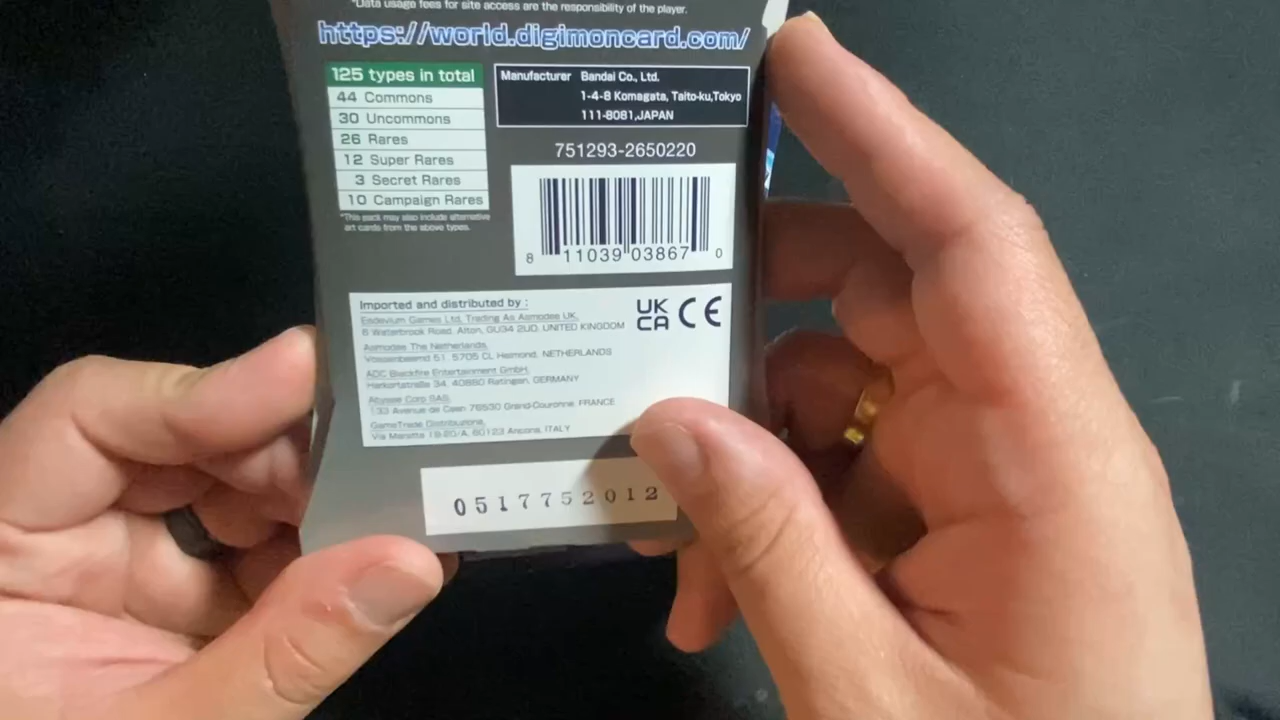 *Data usage fees for site access are the responsibility of the player.
https://world.digimoncard.com/
125 types in total
44 Commons
30 Uncommons
26 Rares
12 Super Rares
3 Secret Rares
10 Campaign Rares
*This pack may also include alternative
art cards from the above types.
Manufacturer Bandai Co., Ltd.
1-4-8 Komagata, Taito-ku,Tokyo
111-8081,JAPAN
751293-2650220
8 11039 03867 0
Imported and distributed by :
Esdevium Games Ltd, Trading As Asmodee UK,
6 Waterbrook Road, Alton, GU34 2UD, UNITED KINGDOM
Asmodee The Netherlands,
51, 5705 CL Helmond, NETHERLANDS
ADC Blackfire Entertainment GmbH,
Harkortstraße 34, 40880 Ratingen, GERMANY
Abysse Corp SAS,
133 Avenue de Caen 76530 Grand-Couronne, FRANCE
GameTrade Distribuzione,
Via 19-20/A, 60123 Ancona, ITALY
UK
CA CE
0517752012